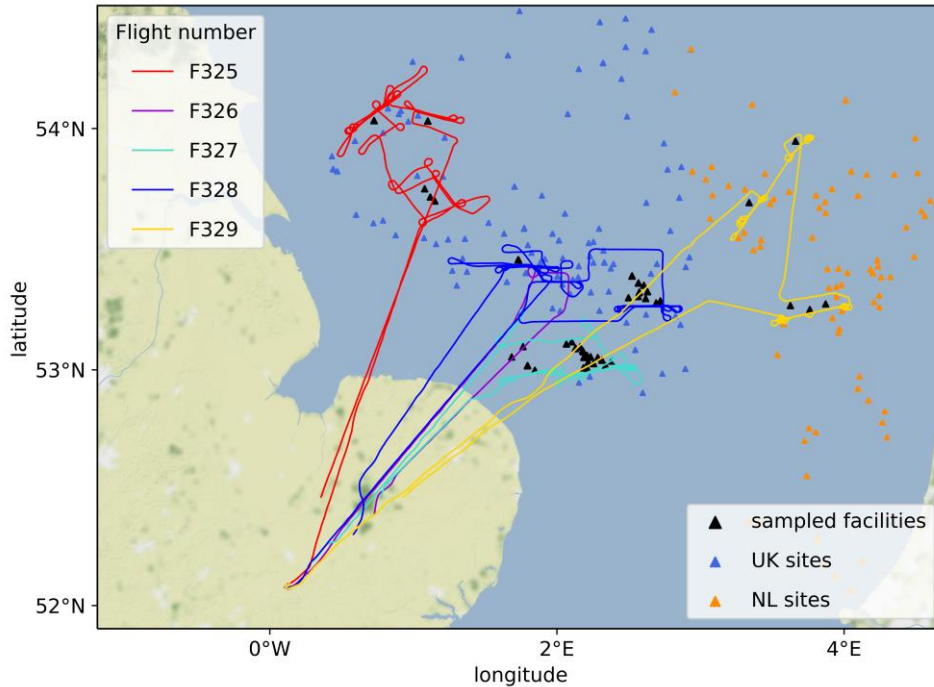 Flight number
F325
F326
F327
F328
F329
54°N
53°N
52°N
latitude
sampled facilities
UK sites
NL sites
0°W
2°E
4°E
longitude